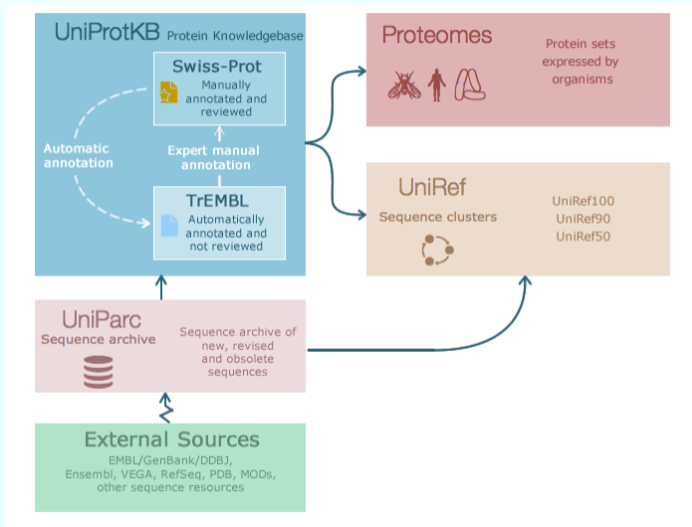 UniProtKB Protein Knowledgebase
Swiss-Prot
Manually
annotated and
reviewed
Automatic
annotation
Expert manual
annotation
TrEMBL
Automatically
annotated and
not reviewed
Proteomes
Protein sets
expressed by
organisms
UniRef
Sequence clusters
UniRef100
UniRef90
UniRef50
UniParc
Sequence archive
Sequence archive of
new, revised
and obsolete
sequences
External Sources
EMBL/GenBank/DDBJ,
Ensembl, VEGA, RefSeq, PDB, MODs,
other sequence resources